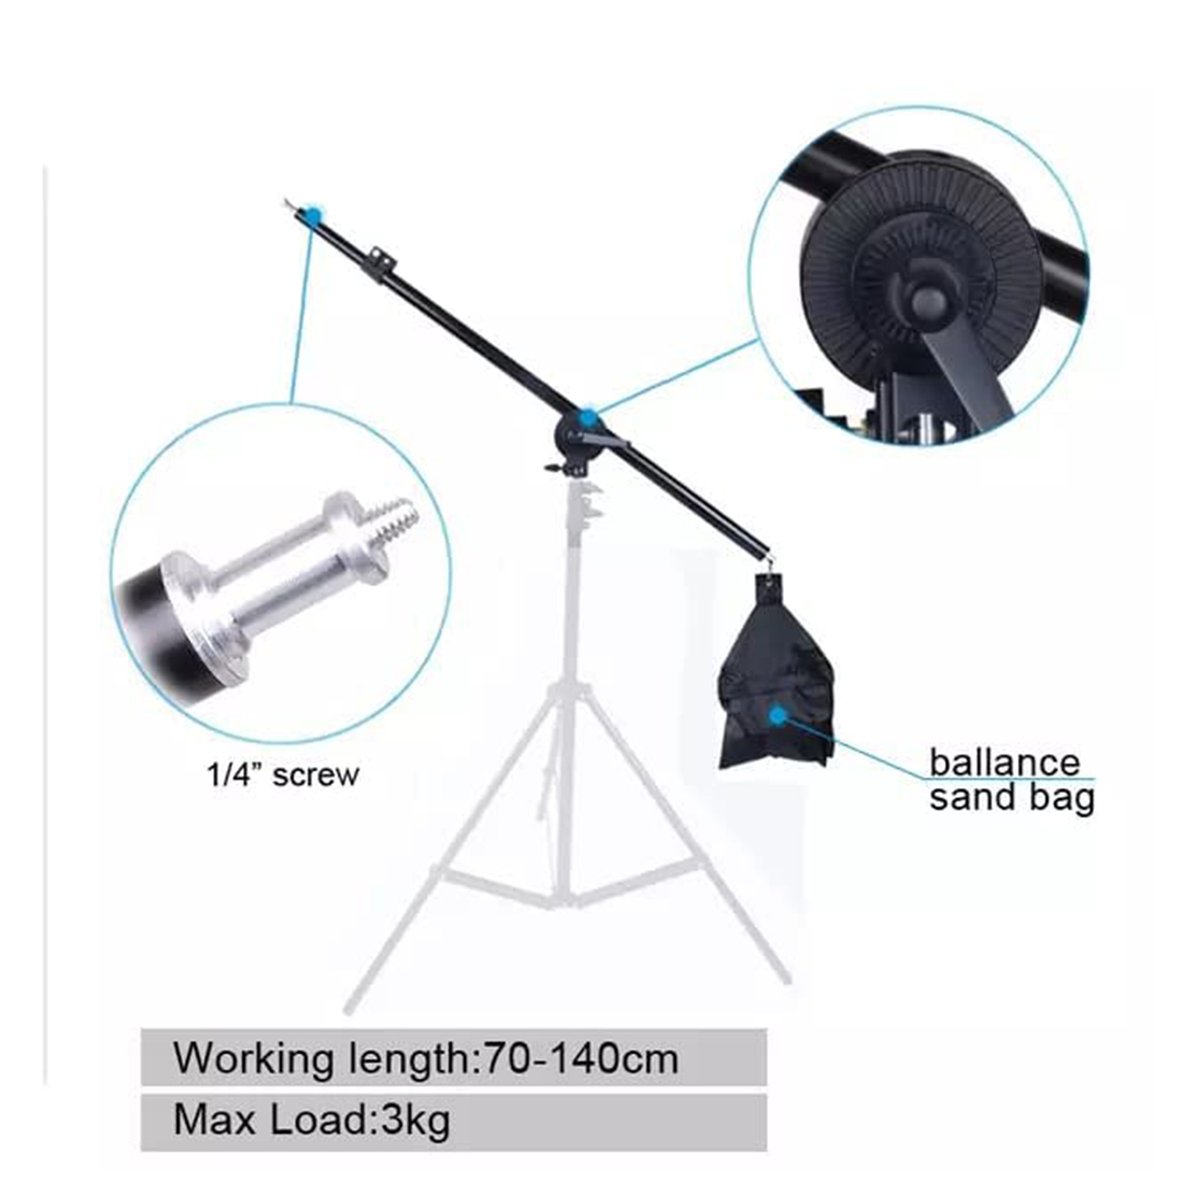 1/4” screw
ballance
sand bag
Working length:70-140cm
Max Load:3kg